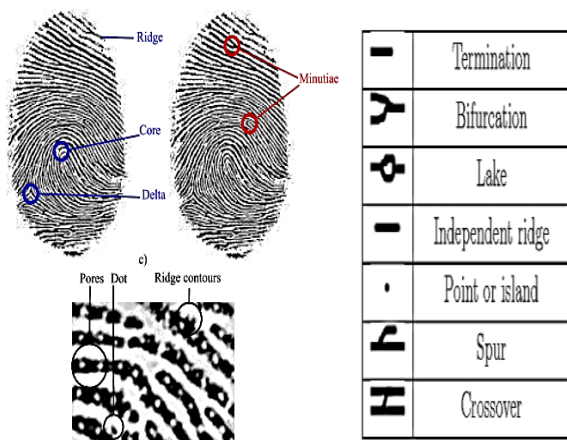 Ridge
Minutiae
Core
Delta
c)
Pores Dot Ridge contours
Termination
Bifurcation
Lake
Independent ridge
Point or island
Spur
Crossover